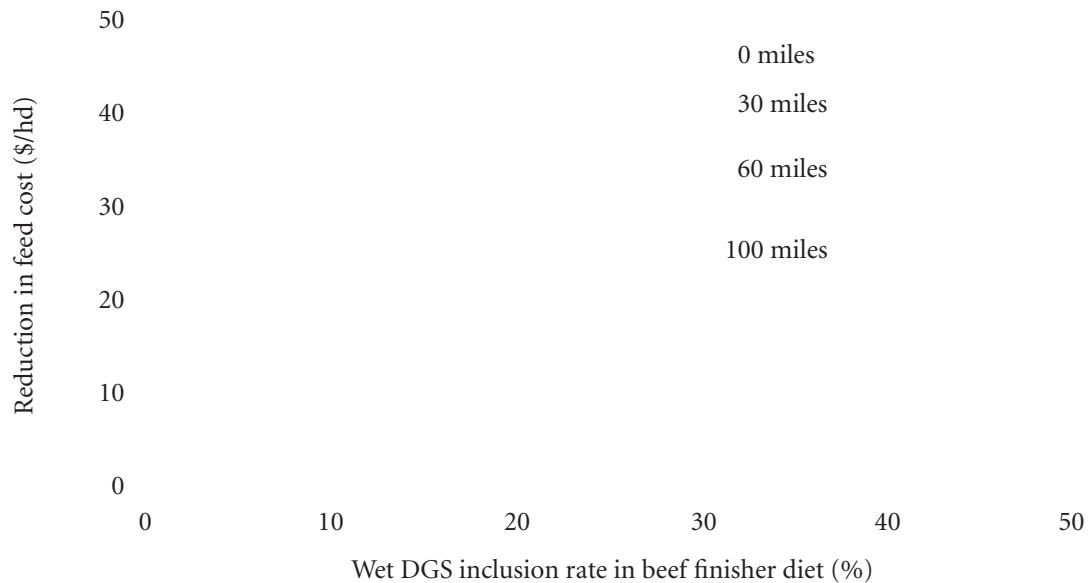 Reduction in feed cost ($/hd)
50
40
30
20
10
0
0 miles
30 miles
60 miles
100 miles
0 10 20 30 40 50
Wet DGS inclusion rate in beef finisher diet (%)